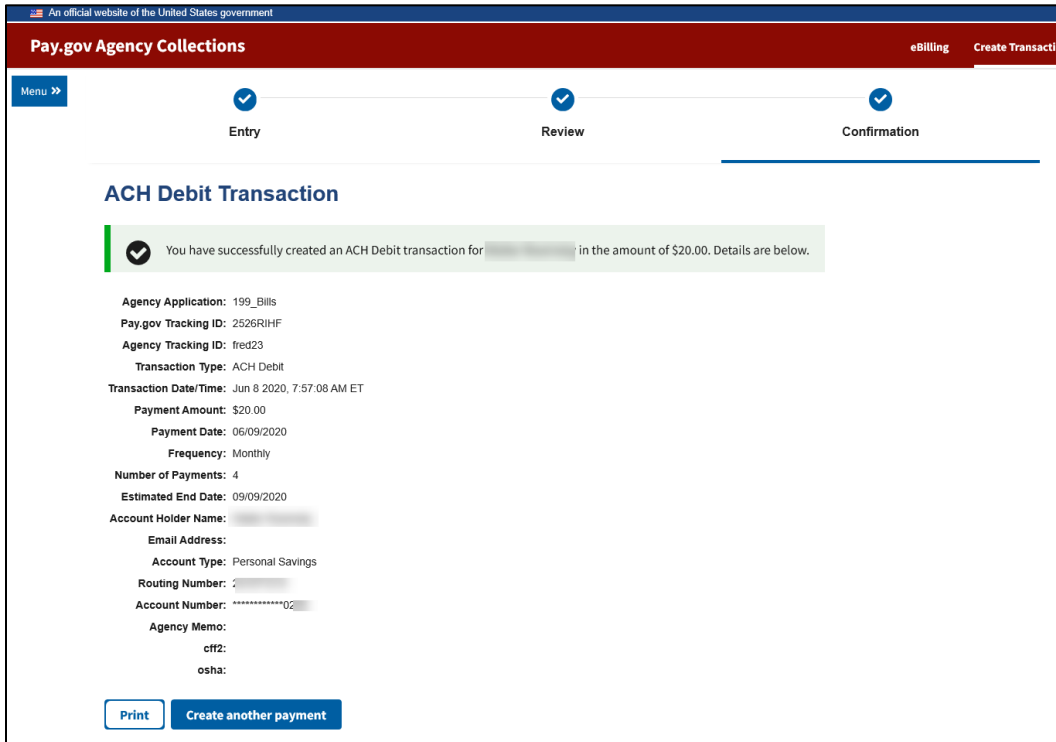 An official website of the United States government
Pay.gov Agency Collections
eBilling Create Transacti
Menu »
Entry Review Confirmation
ACH Debit Transaction
You have successfully created an ACH Debit transaction for in the amount of $20.00. Details are below.
Agency Application: 199_Bills
Pay.gov Tracking ID: 2526RIHF
Agency Tracking ID: fred23
Transaction Type: ACH Debit
Transaction Date/Time: Jun 8 2020, 7:57:08 AM ET
Payment Amount: $20.00
Payment Date: 06/09/2020
Frequency: Monthly
Number of Payments: 4
Estimated End Date: 09/09/2020
Account Holder Name:
Email Address:
Account Type: Personal Savings
Routing Number:
Account Number: ************02
Agency Memo:
cff2:
osha:
Print Create another payment